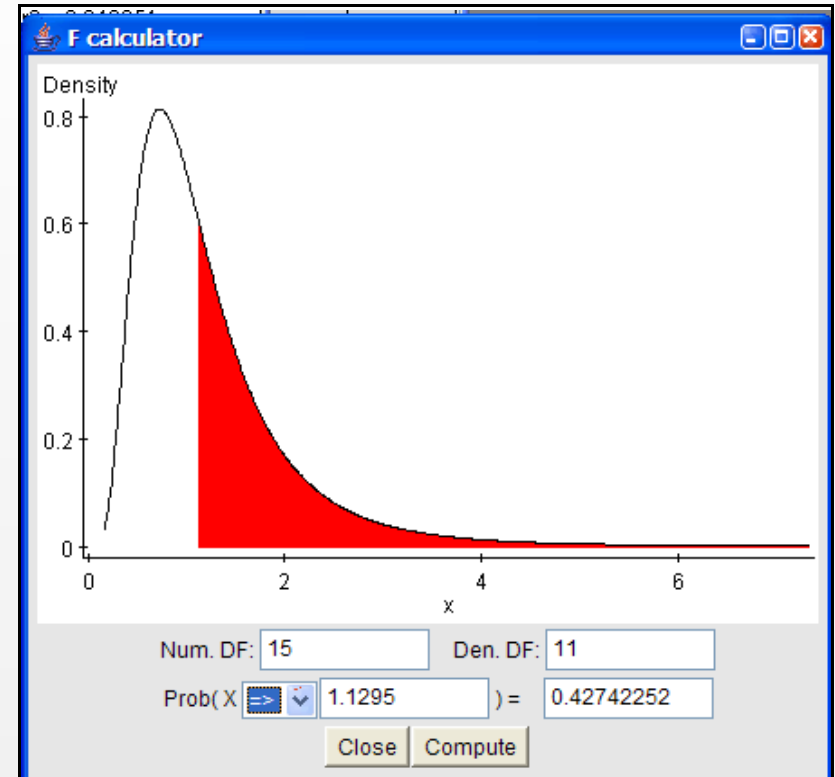 F calculator
Density
0.8
0.6
0.4
0.2
0
0 2 4 6
x
Num. DF: 15 Den. DF: 11
Prob( X => 1.1295 ) = 0.42742252
Close Compute